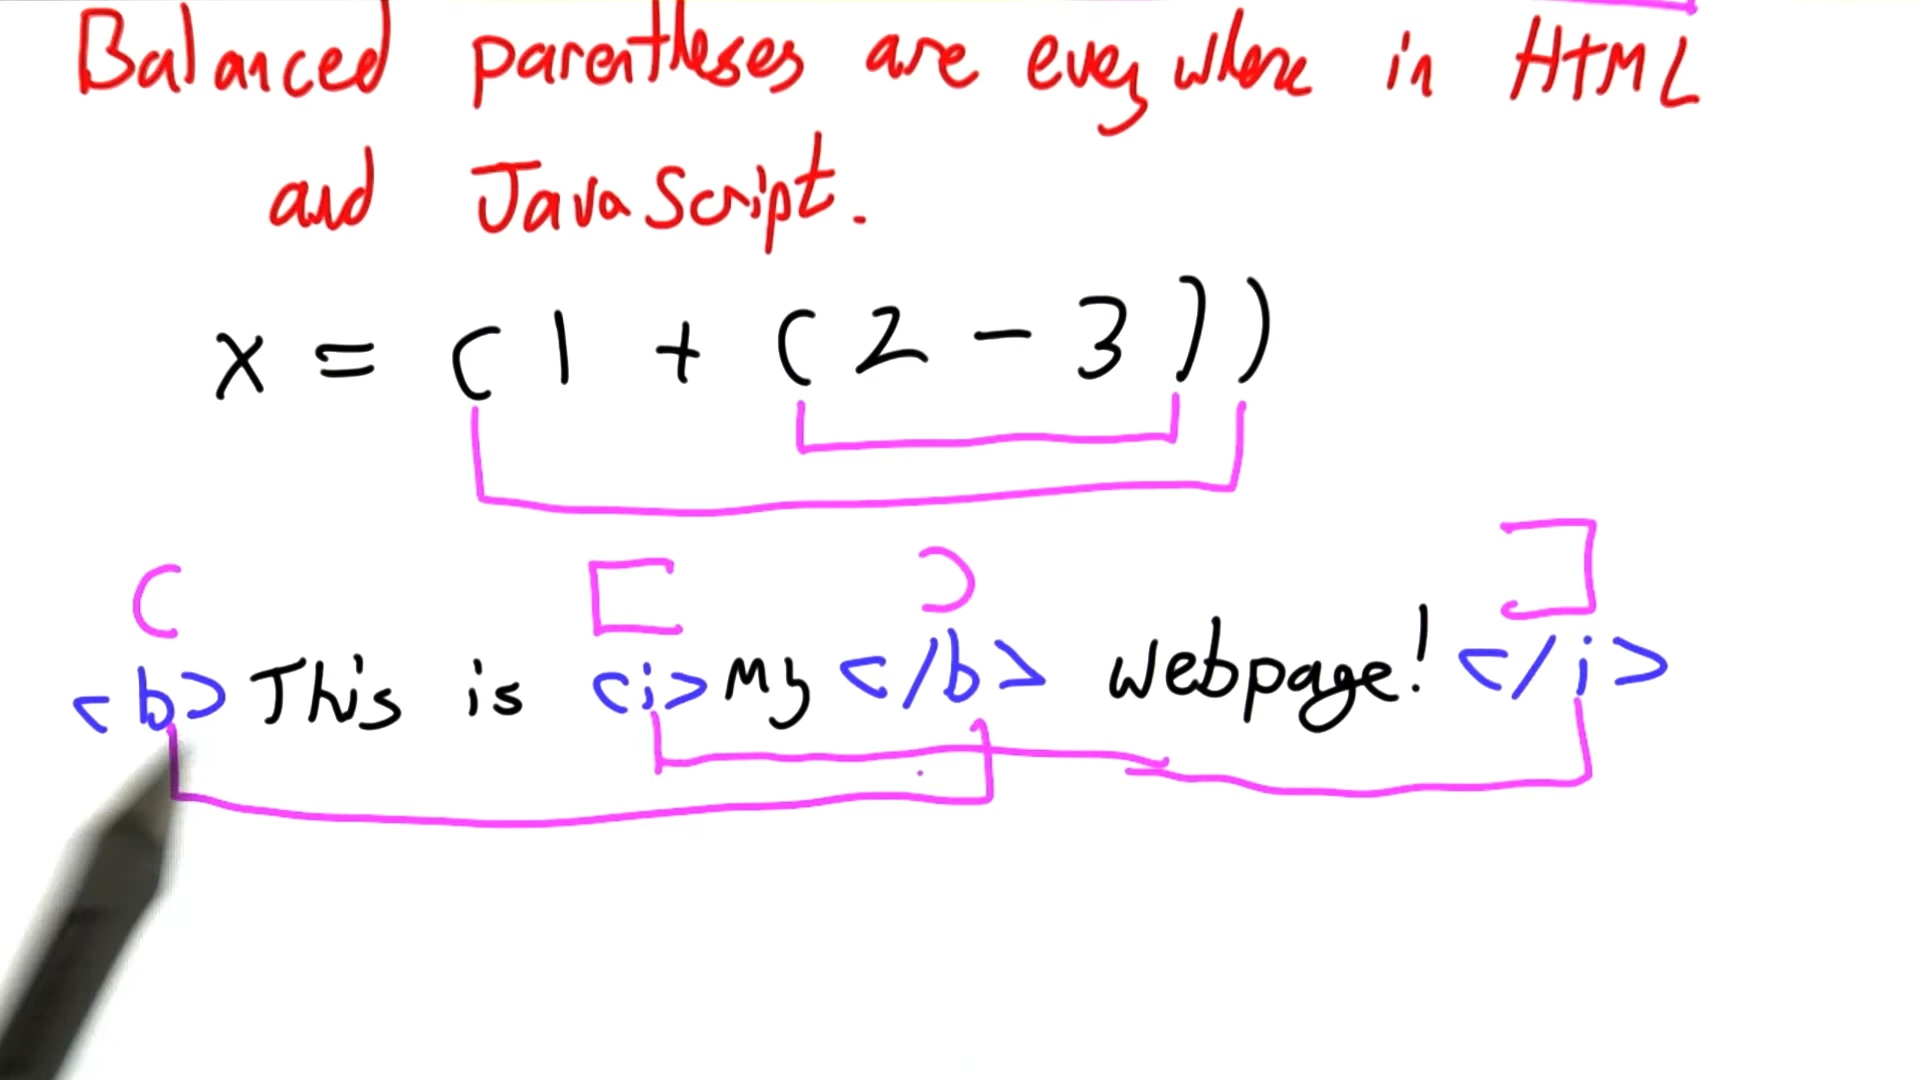 Balanced parentheses are everywhere in HTML
and JavaScript.
x = (1 + (2 - 3))
( [ ) ]
<b> This is <i> My </b> webpage! </i>